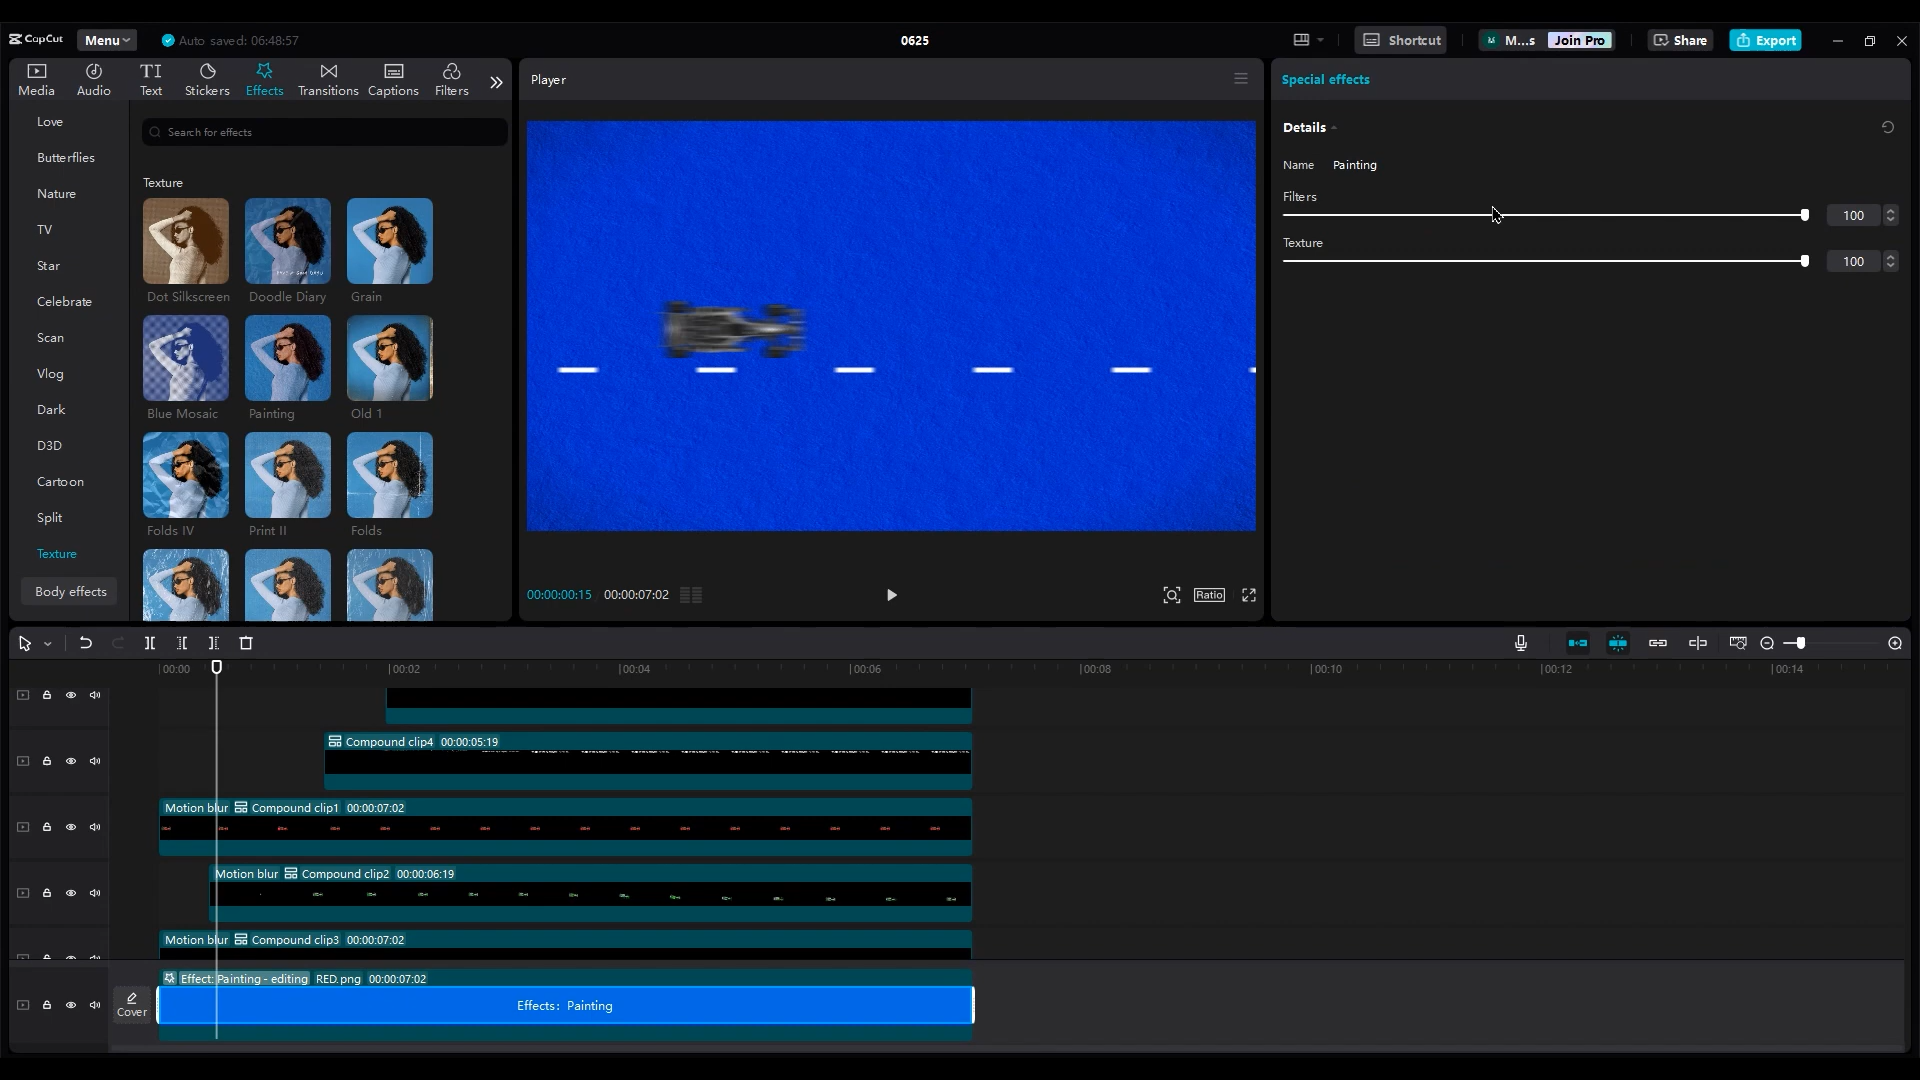 CapCut Menu Auto saved: 06:48:57 0625 Shortcut M...s Join Pro Share Export
Media Audio Text Stickers Effects Transitions Captions Filters
Love
Butterflies
Nature
TV
Star
Celebrate
Scan
Vlog
Dark
D3D
Cartoon
Split
Texture
Body effects
Search for effects
Texture
Dot Silkscreen Doodle Diary Grain
Blue Mosaic Painting Old 1
Folds IV Print II Folds
Player
00:00:00:15 00:00:07:02 Ratio
Special effects
Details
Name Painting
Filters
100
Texture
100
00:00 00:02 00:04 00:06 00:08 00:10 00:12 00:14
Compound clip4 00:00:05:19
Motion blur Compound clip1 00:00:07:02
Motion blur Compound clip2 00:00:06:19
Motion blur Compound clip3 00:00:07:02
Effect: Painting - editing RED.png 00:00:07:02
Cover
Effects: Painting